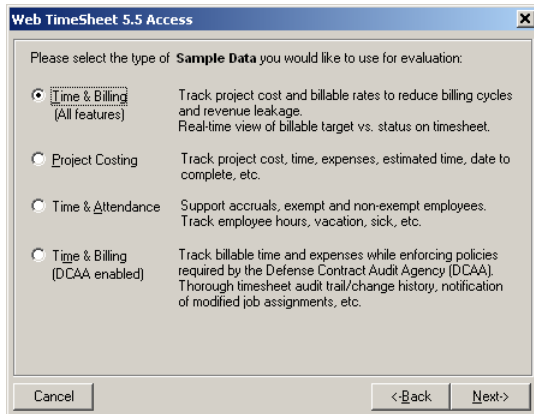 Web TimeSheet 5.5 Access
Please select the type of Sample Data you would like to use for evaluation:
Time & Billing
(All features)
Track project cost and billable rates to reduce billing cycles
and revenue leakage.
Real-time view of billable target vs. status on timesheet.
Project Costing
Track project cost, time, expenses, estimated time, date to
complete, etc.
Time & Attendance
Support accruals, exempt and non-exempt employees.
Track employee hours, vacation, sick, etc.
Time & Billing
(DCAA enabled)
Track billable time and expenses while enforcing policies
required by the Defense Contract Audit Agency (DCAA).
Thorough timesheet audit trail/change history, notification
of modified job assignments, etc.
Cancel
<-Back
Next->